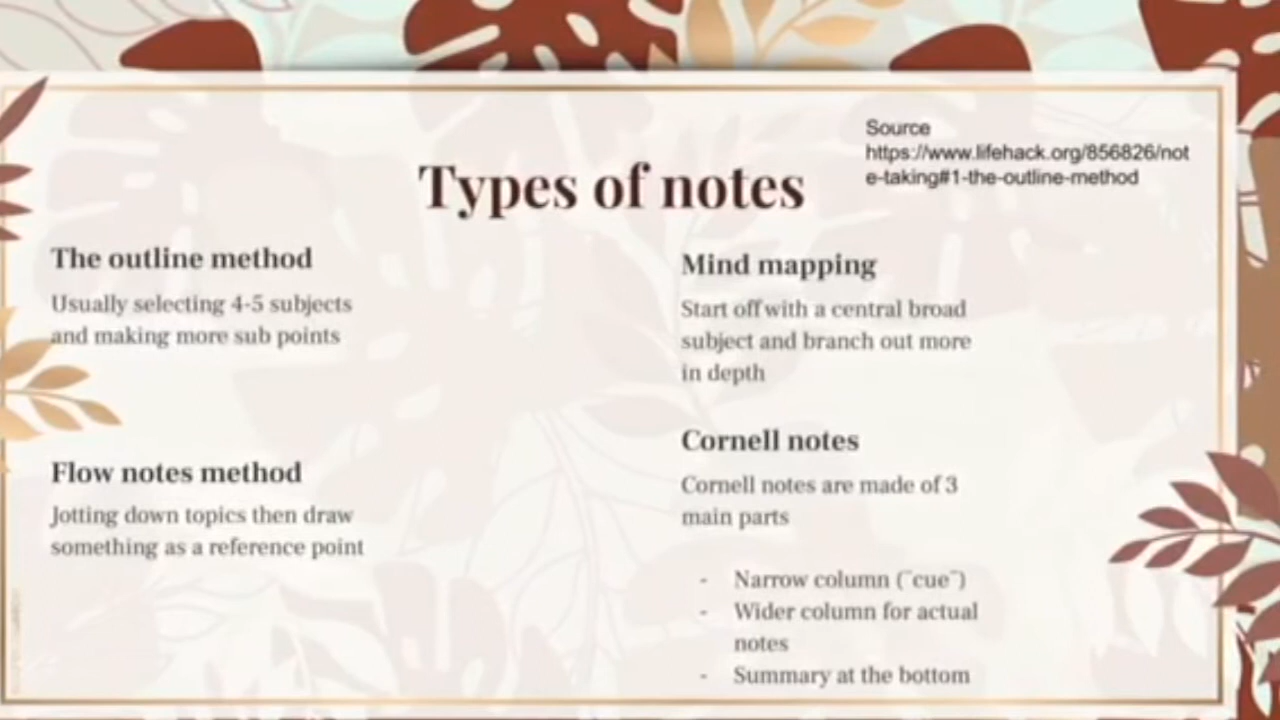 Source
https://www.lifehack.org/856826/not
e-taking#1-the-outline-method
Types of notes
The outline method
Usually selecting 4-5 subjects
and making more sub points
Flow notes method
Jotting down topics then draw
something as a reference point
Mind mapping
Start off with a central broad
subject and branch out more
in depth
Cornell notes
Cornell notes are made of 3
main parts
- Narrow column (¨cue¨)
- Wider column for actual
notes
- Summary at the bottom